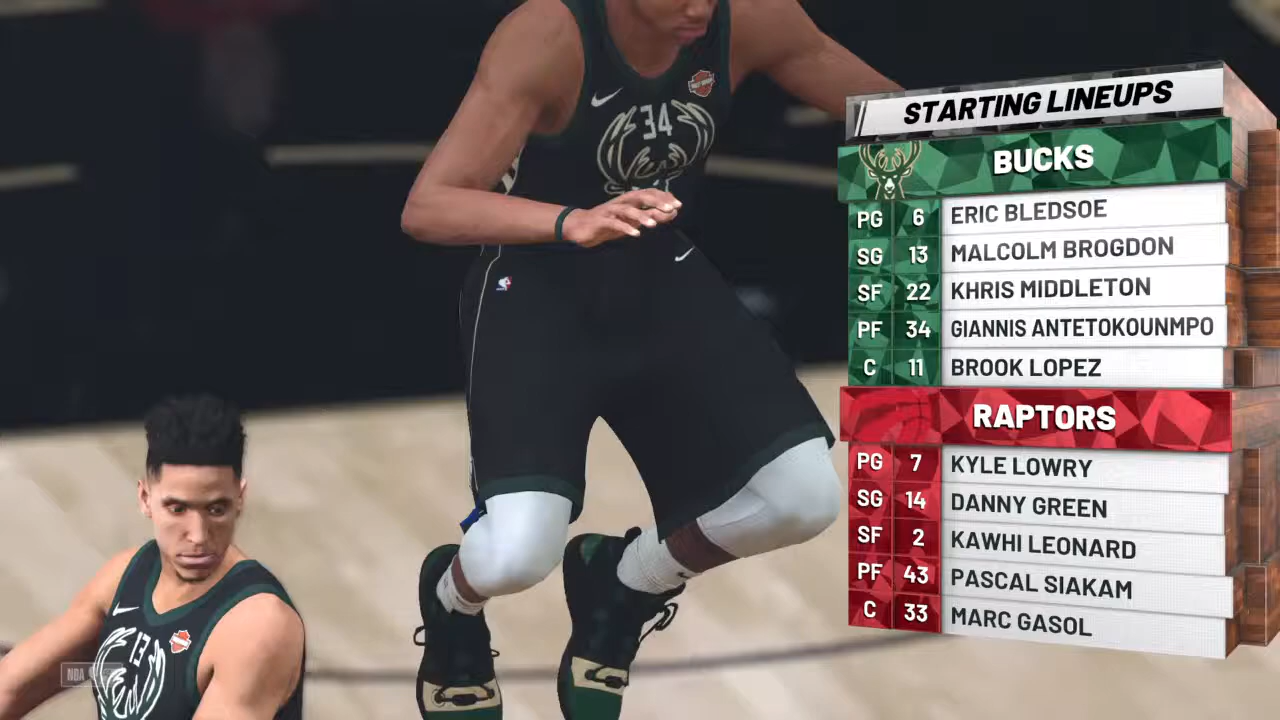 STARTING LINEUPS
BUCKS
PG 6 ERIC BLEDSOE
SG 13 MALCOLM BROGDON
SF 22 KHRIS MIDDLETON
PF 34 GIANNIS ANTETOKOUNMPO
C 11 BROOK LOPEZ
RAPTORS
PG 7 KYLE LOWRY
SG 14 DANNY GREEN
SF 2 KAWHI LEONARD
PF 43 PASCAL SIAKAM
C 33 MARC GASOL
34
13
NBA